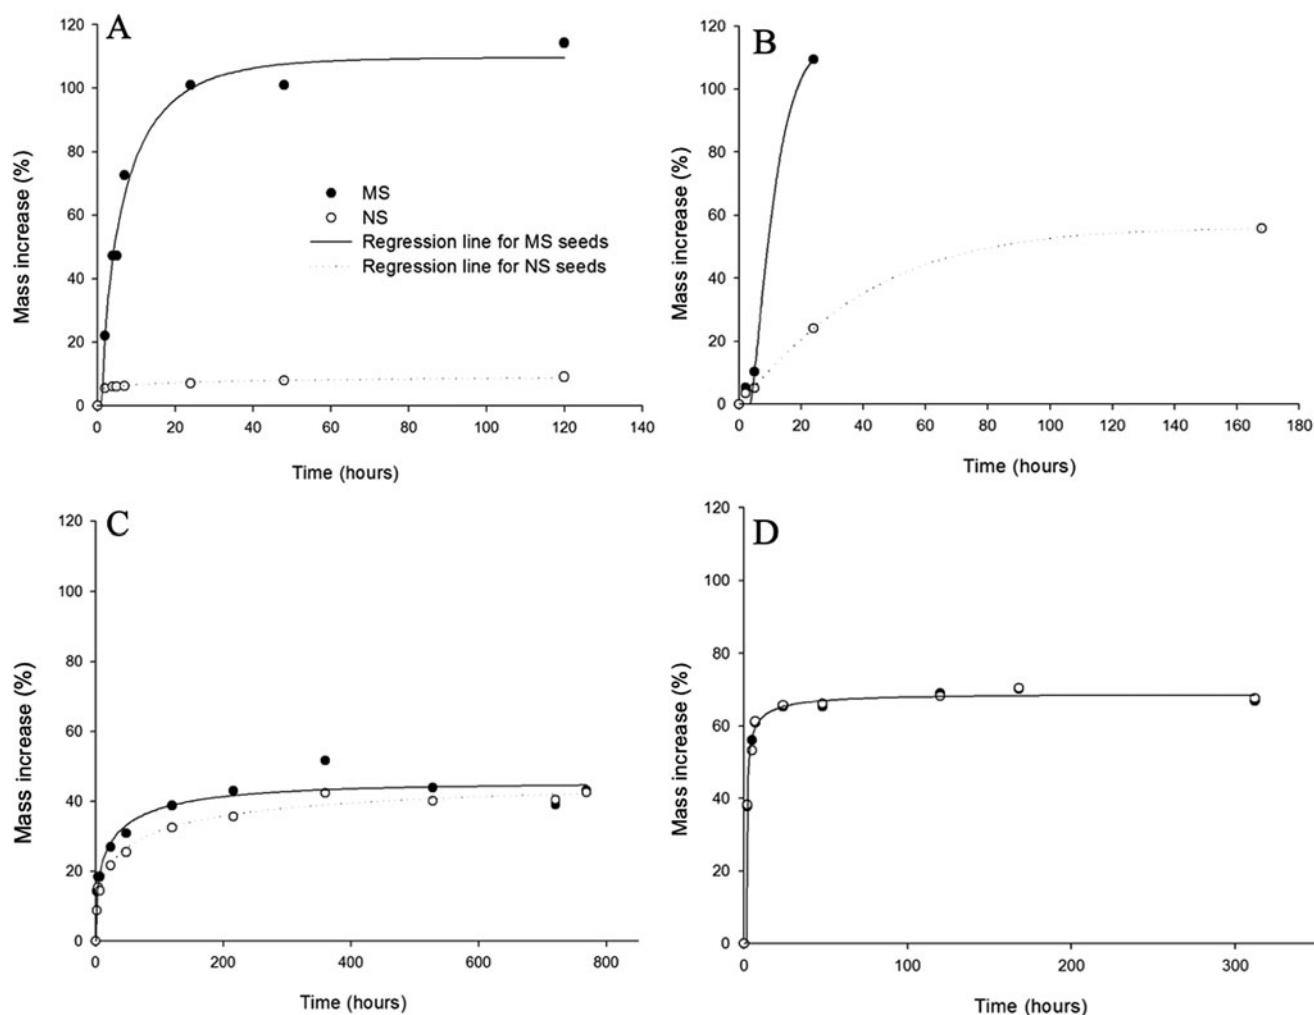 A
Mass increase (%)
120
100
80
60
40
20
0
MS
NS
Regression line for MS seeds
Regression line for NS seeds
0 20 40 60 80 100 120 140
Time (hours)
B
Mass increase (%)
120
100
80
60
40
20
0
0 20 40 60 80 100 120 140 160 180
Time (hours)
C
Mass increase (%)
120
100
80
60
40
20
0
0 200 400 600 800
Time (hours)
D
Mass increase (%)
120
100
80
60
40
20
0
0 100 200 300
Time (hours)